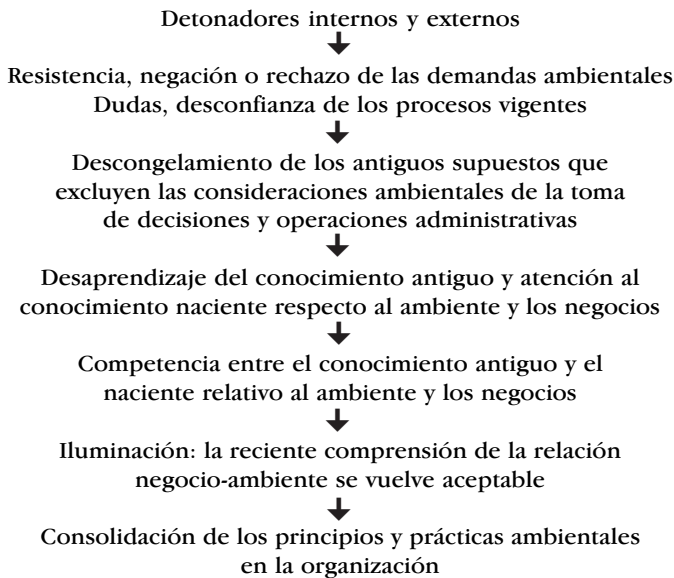 Detonadores internos y externos
Resistencia, negación o rechazo de las demandas ambientales
Dudas, desconfianza de los procesos vigentes
Descongelamiento de los antiguos supuestos que
excluyen las consideraciones ambientales de la toma
de decisiones y operaciones administrativas
Desaprendizaje del conocimiento antiguo y atención al
conocimiento naciente respecto al ambiente y los negocios
Competencia entre el conocimiento antiguo y el
naciente relativo al ambiente y los negocios
Iluminación: la reciente comprensión de la relación
negocio-ambiente se vuelve aceptable
Consolidación de los principios y prácticas ambientales
en la organización